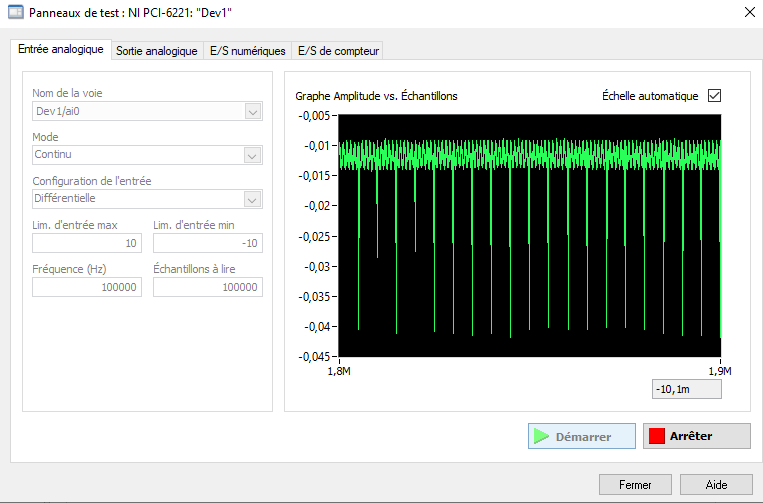 Panneaux de test : NI PCI-6221: "Dev1"
Entrée analogique
Sortie analogique
E/S numériques
E/S de compteur
Nom de la voie
Dev1/ai0
Mode
Continu
Configuration de l'entrée
Différentielle
Lim. d'entrée max
Lim. d'entrée min
10
-10
Fréquence (Hz)
Échantillons à lire
100000
100000
Graphe Amplitude vs. Échantillons
Échelle automatique
-0,005
-0,01
-0,015
-0,02
-0,025
-0,03
-0,035
-0,04
-0,045
1,8M
1,9M
-10,1m
Démarrer
Arrêter
Fermer
Aide